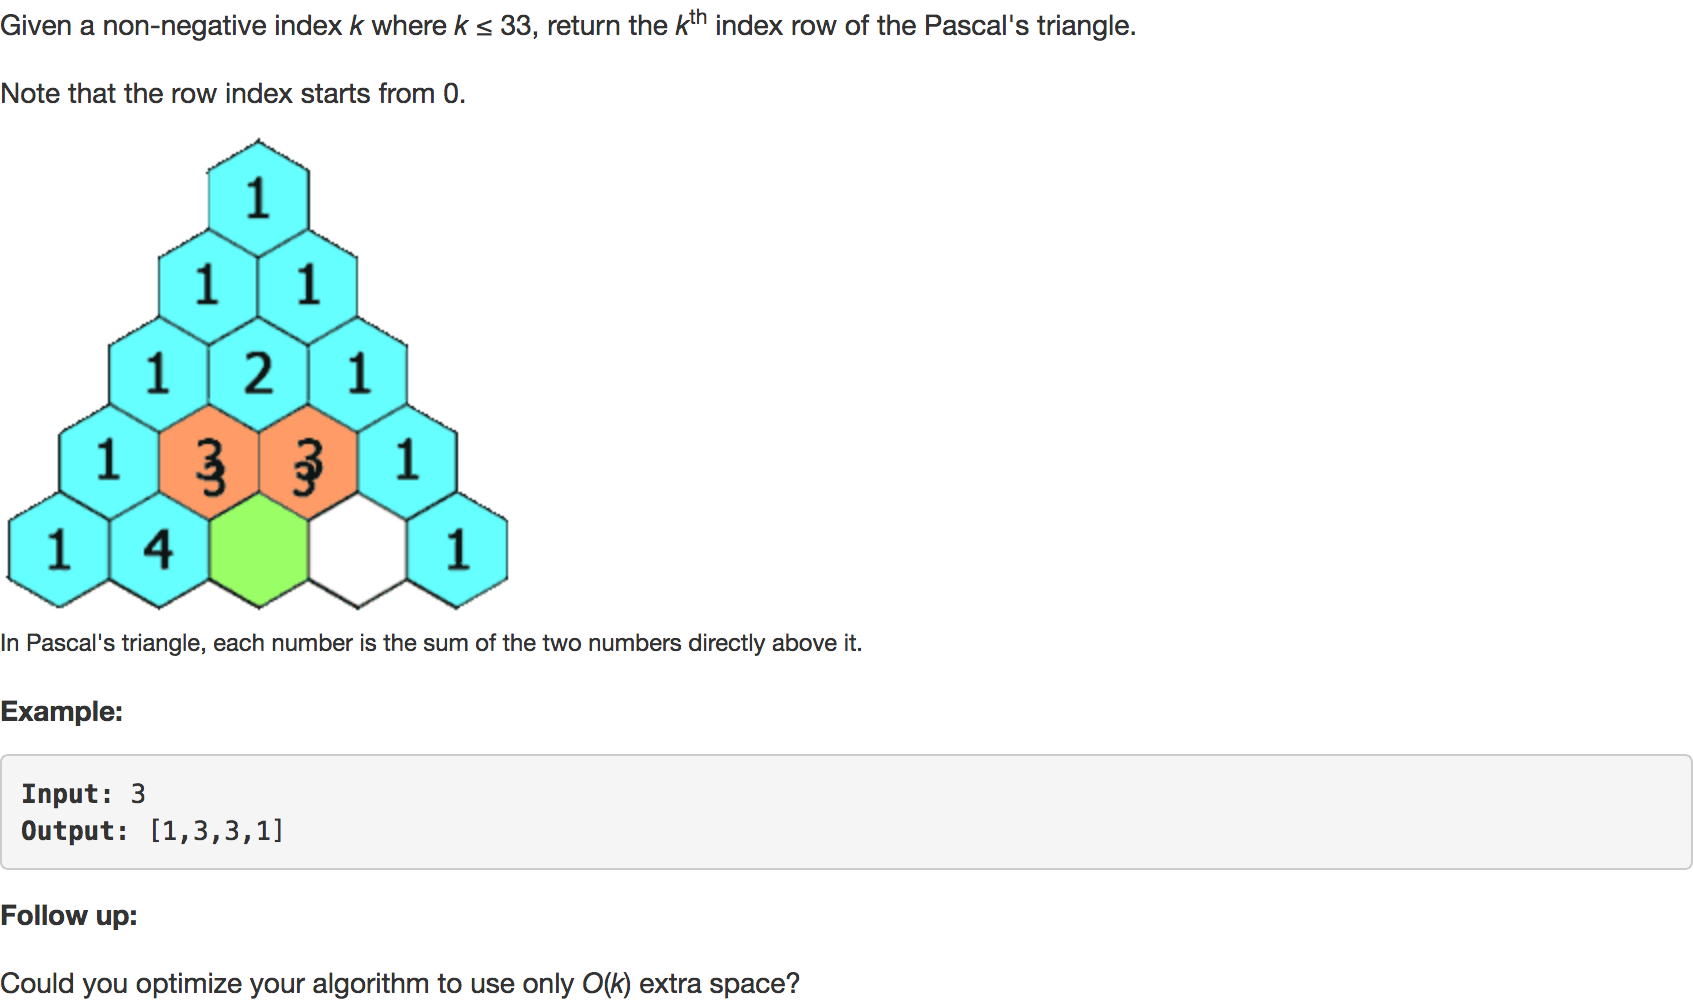 Given a non-negative index k where k ≤ 33, return the kth index row of the Pascal's triangle.
Note that the row index starts from 0.
1
1 1
1 2 1
1 3 3 1
3 3
1 4 1
In Pascal's triangle, each number is the sum of the two numbers directly above it.
Example:
Input: 3
Output: [1,3,3,1]
Follow up:
Could you optimize your algorithm to use only O(k) extra space?